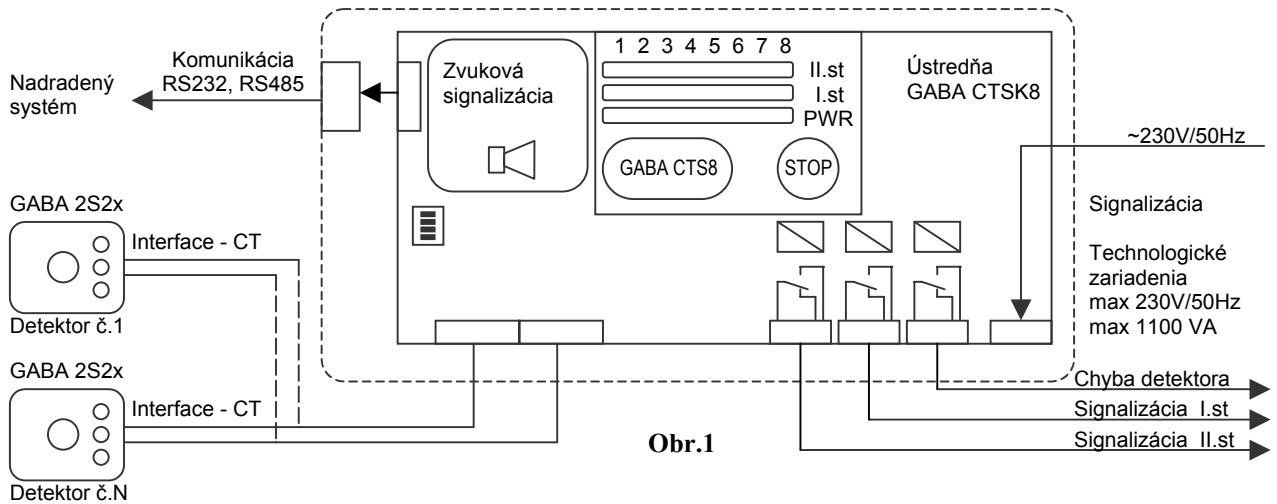 Nadradený
systém
Komunikácia
RS232, RS485
Zvuková
signalizácia
1 2 3 4 5 6 7 8
II.st
I.st
PWR
GABA CTS8
STOP
Ústredňa
GABA CTSK8
~230V/50Hz
GABA 2S2x
Interface - CT
Detektor č.1
GABA 2S2x
Interface - CT
Detektor č.N
Signalizácia
Technologické
zariadenia
max 230V/50Hz
max 1100 VA
Chyba detektora
Signalizácia I.st
Signalizácia II.st
Obr.1